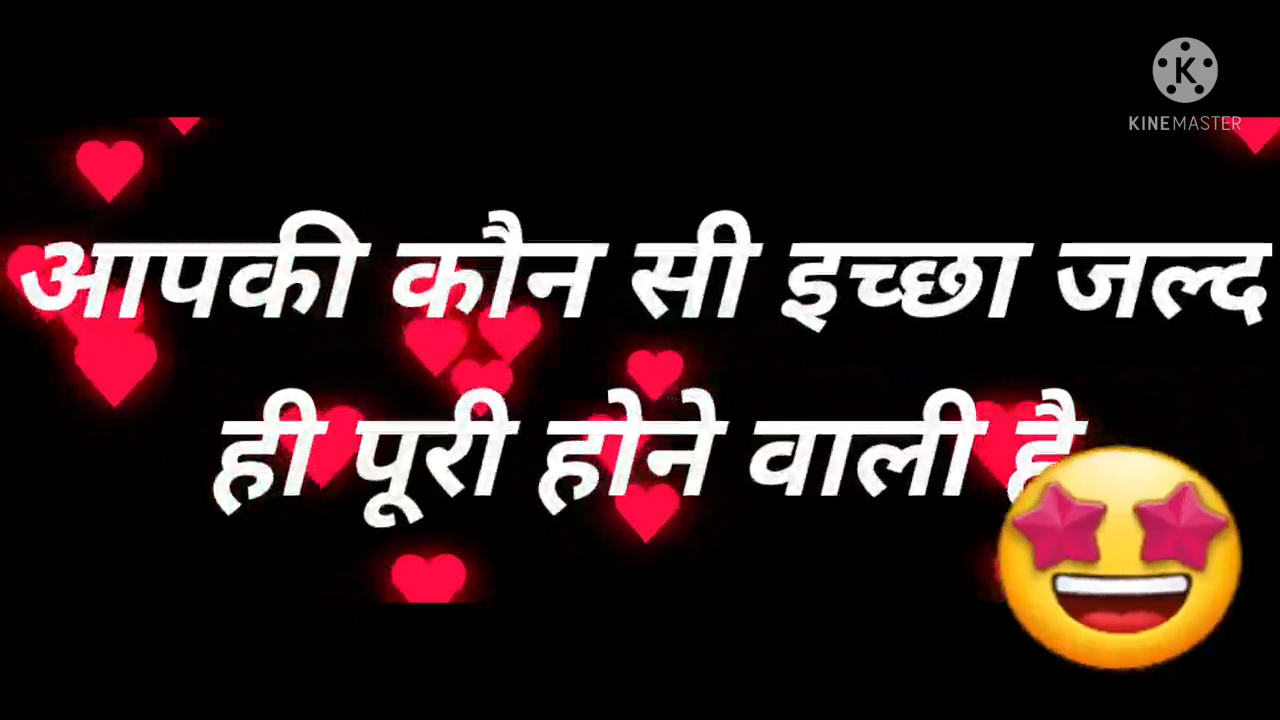 KINEMASTER
आपकी कौन सी इच्छा जल्द
ही पूरी होने वाली है